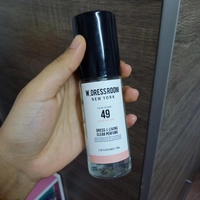 W.DRESSROOM
NEW YORK
49
DRESS & LIVING
CLEAR PERFUME